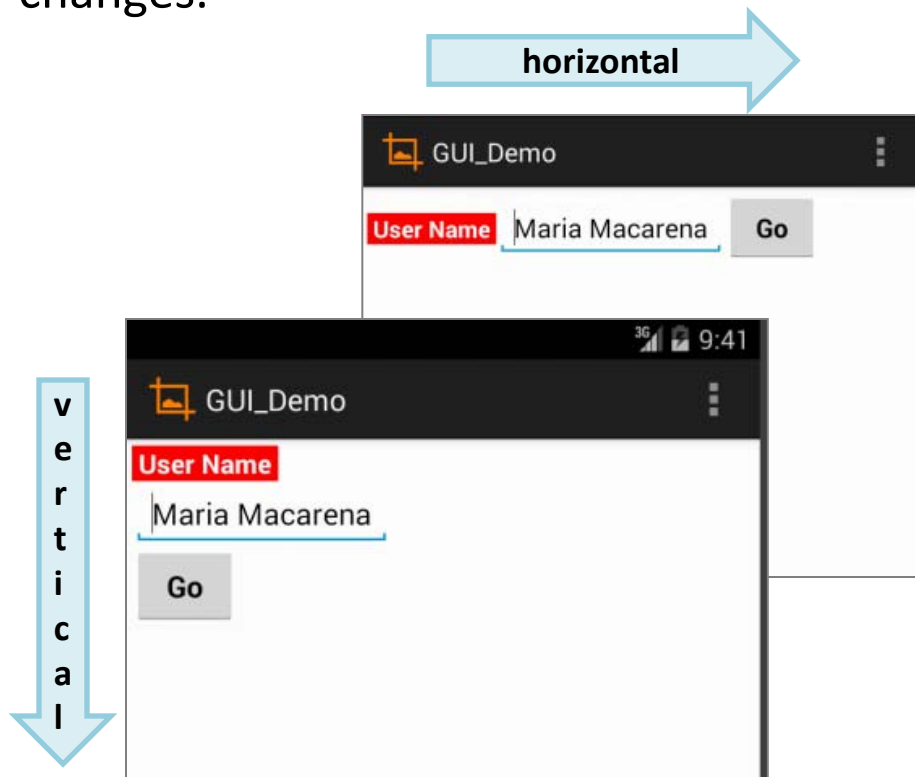 changes.
horizontal
GUI_Demo
User Name Maria Macarena Go
3G 9:41
GUI_Demo
User Name
Maria Macarena
Go
vertical